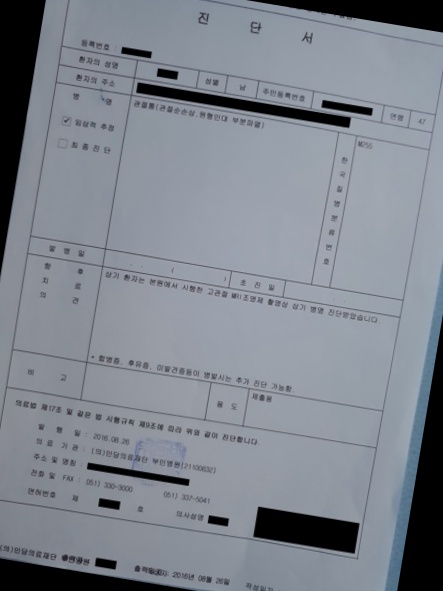 진 단 서
등록번호 :
환자의 성명 성별 남 주민등록번호 연령 47
환자의 주소
병 명 관절통(관절순손상,원형인대 부분파열) M255
☑ 임상적 추정
☐ 최 종 진 단
한국질병분류번호
발 병 일 . . ( ) 초 진 일 . .
향 후 치 료 의 견
상기 환자는 본원에서 시행한 고관절 MRI조영제 촬영상 상기 병명 진단받았습니다.
* 합병증, 후유증, 미발견증등이 병발시는 추가 진단 가능함.
비 고 용 도 제출용
의료법 제17조 및 같은 법 시행규칙 제9조에 따라 위와 같이 진단합니다.
발 행 일 : 2016.08.26
의 료 기 관 : (의)인당의료재단 부민병원(21100632)
주소 및 명칭 :
전화 및 FAX : (051) 330-3000 (051) 337-5041
면허번호 제 호 의사성명
(의)인당의료재단 2016년 08월 26일 작성일자